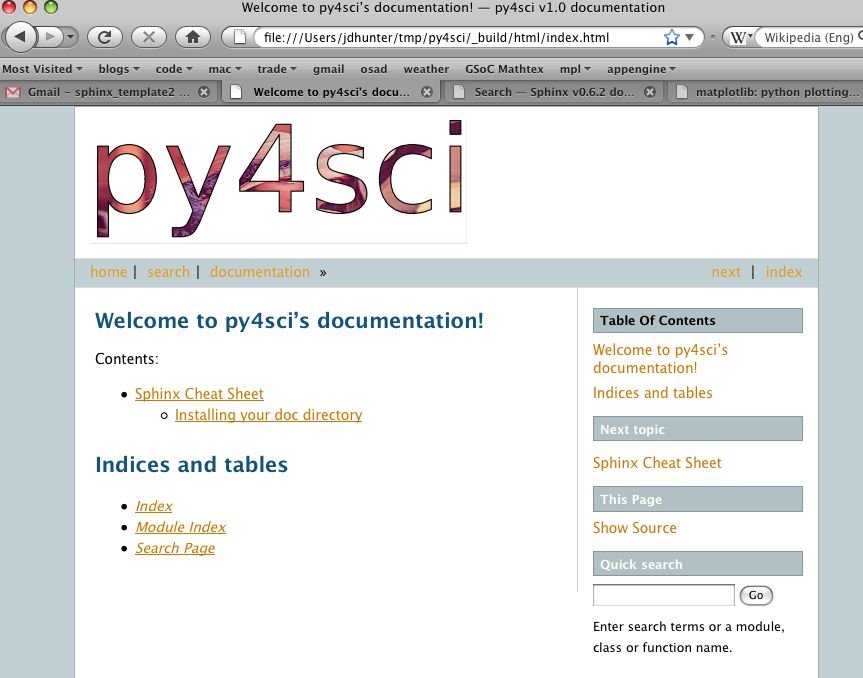 Welcome to py4sci's documentation! — py4sci v1.0 documentation
file:///Users/jdhunter/tmp/py4sci/_build/html/index.html
W
Wikipedia (Eng)
Most Visited blogs code mac trade gmail osad weather GSoC Mathtex mpl appengine
Gmail – sphinx_template2 ... Welcome to py4sci's docu... Search — Sphinx v0.6.2 do... matplotlib: python plotting...
py4sci
home | search | documentation » next | index
Welcome to py4sci's documentation!
Contents:
• Sphinx Cheat Sheet
◦ Installing your doc directory
Indices and tables
• Index
• Module Index
• Search Page
Table Of Contents
Welcome to py4sci's
documentation!
Indices and tables
Next topic
Sphinx Cheat Sheet
This Page
Show Source
Quick search
Go
Enter search terms or a module,
class or function name.